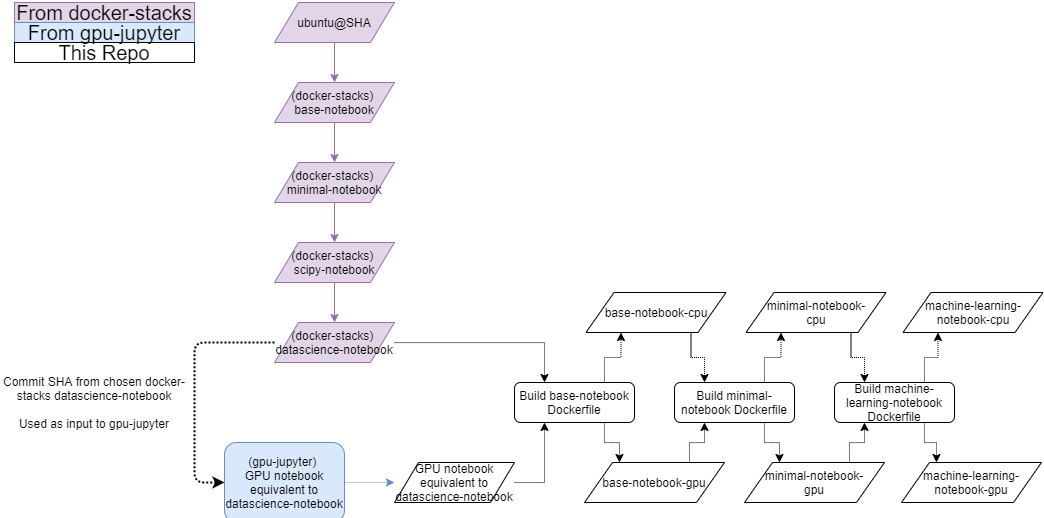 From docker-stacks
From gpu-jupyter
This Repo
ubuntu@SHA
(docker-stacks)
base-notebook
(docker-stacks)
minimal-notebook
(docker-stacks)
scipy-notebook
(docker-stacks)
datascience-notebook
Commit SHA from chosen docker-
stacks datascience-notebook
Used as input to gpu-jupyter
(gpu-jupyter)
GPU notebook
equivalent to
datascience-notebook
GPU notebook
equivalent to
datascience-notebook
Build base-notebook
Dockerfile
base-notebook-cpu
base-notebook-gpu
Build minimal-
notebook Dockerfile
minimal-notebook-
cpu
minimal-notebook-
gpu
Build machine-
learning-notebook
Dockerfile
machine-learning-
notebook-cpu
machine-learning-
notebook-gpu